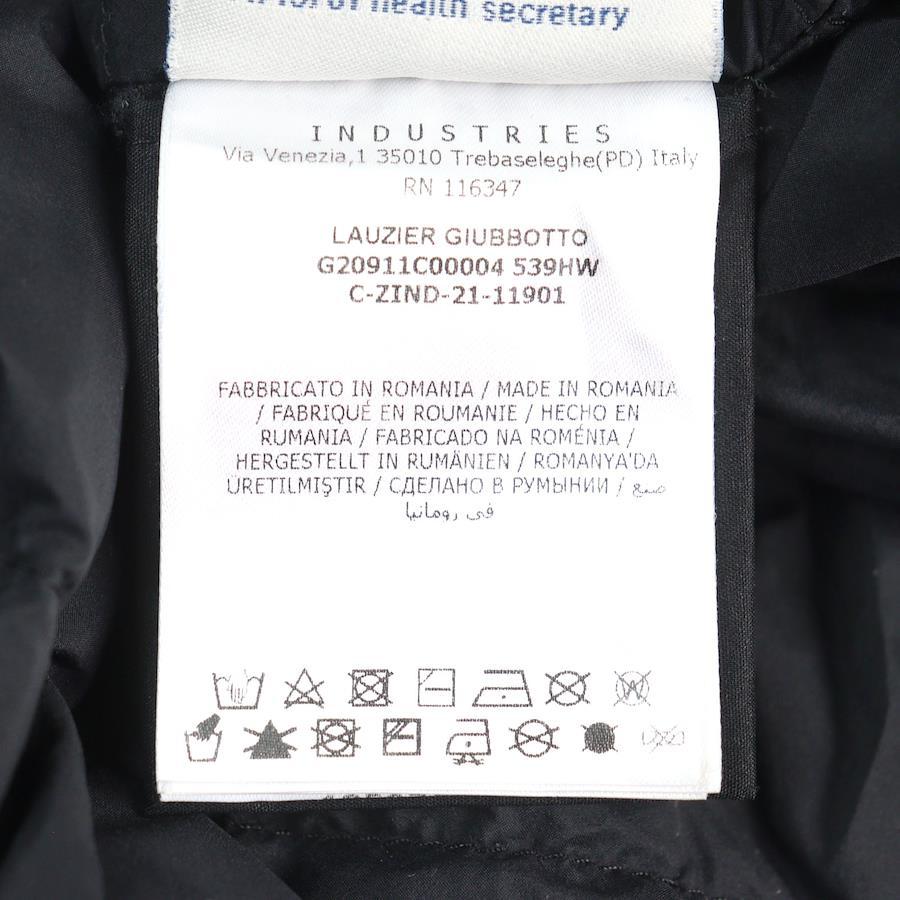 of health secretary
INDUSTRIES
Via Venezia,1 35010 Trebaseleghe(PD) Italy
RN 116347
LAUZIER GIUBBOTTO
G20911C00004 539HW
C-ZIND-21-11901
FABBRICATO IN ROMANIA / MADE IN ROMANIA
/ FABRIQUÉ EN ROUMANIE / HECHO EN
RUMANIA / FABRICADO NA ROMÉNIA /
HERGESTELLT IN RUMÄNIEN / ROMANYA'DA
ÜRETILMIŞTIR / СДЕЛАНО В РУМЫНИИ / صنع
في رومانيا
W